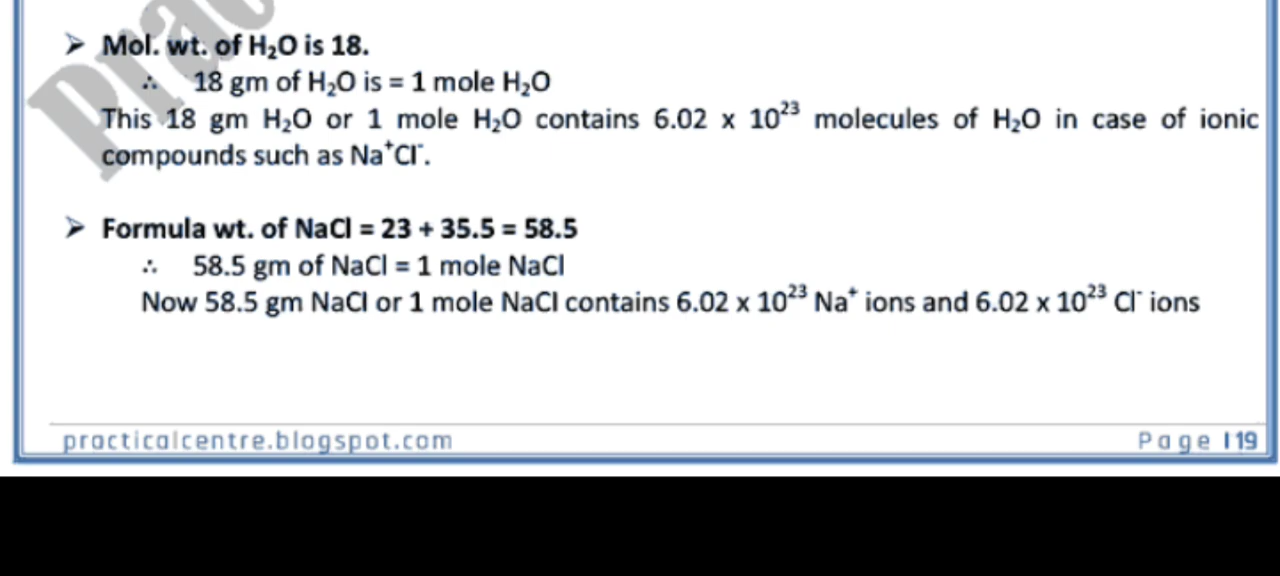 Prac
➢ Mol. wt. of H₂O is 18.
∴ 18 gm of H₂O is = 1 mole H₂O
This 18 gm H₂O or 1 mole H₂O contains 6.02 x 10²³ molecules of H₂O in case of ionic
compounds such as Na⁺Cl⁻.
➢ Formula wt. of NaCl = 23 + 35.5 = 58.5
∴ 58.5 gm of NaCl = 1 mole NaCl
Now 58.5 gm NaCl or 1 mole NaCl contains 6.02 x 10²³ Na⁺ ions and 6.02 x 10²³ Cl⁻ ions
practicalcentre.blogspot.com Page |19